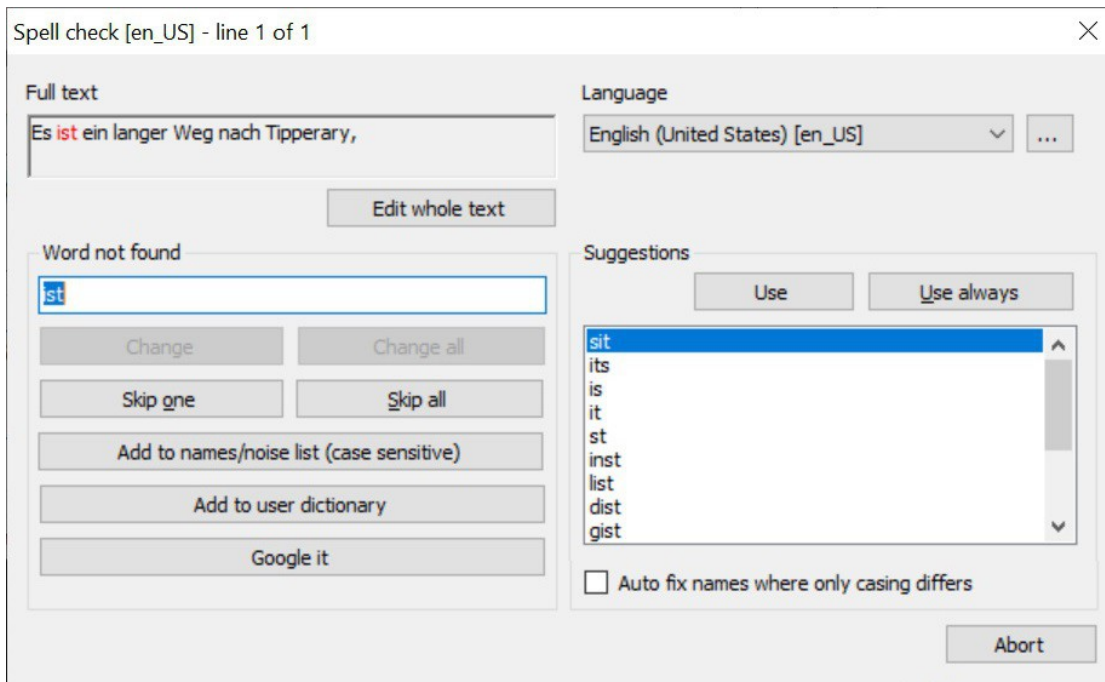 Spell check [en_US] - line 1 of 1
Full text
Es ist ein langer Weg nach Tipperary,
Edit whole text
Language
English (United States) [en_US]
...
Word not found
ist
Change
Change all
Skip one
Skip all
Add to names/noise list (case sensitive)
Add to user dictionary
Google it
Suggestions
Use
Use always
sit
its
is
it
st
inst
list
dist
gist
Auto fix names where only casing differs
Abort